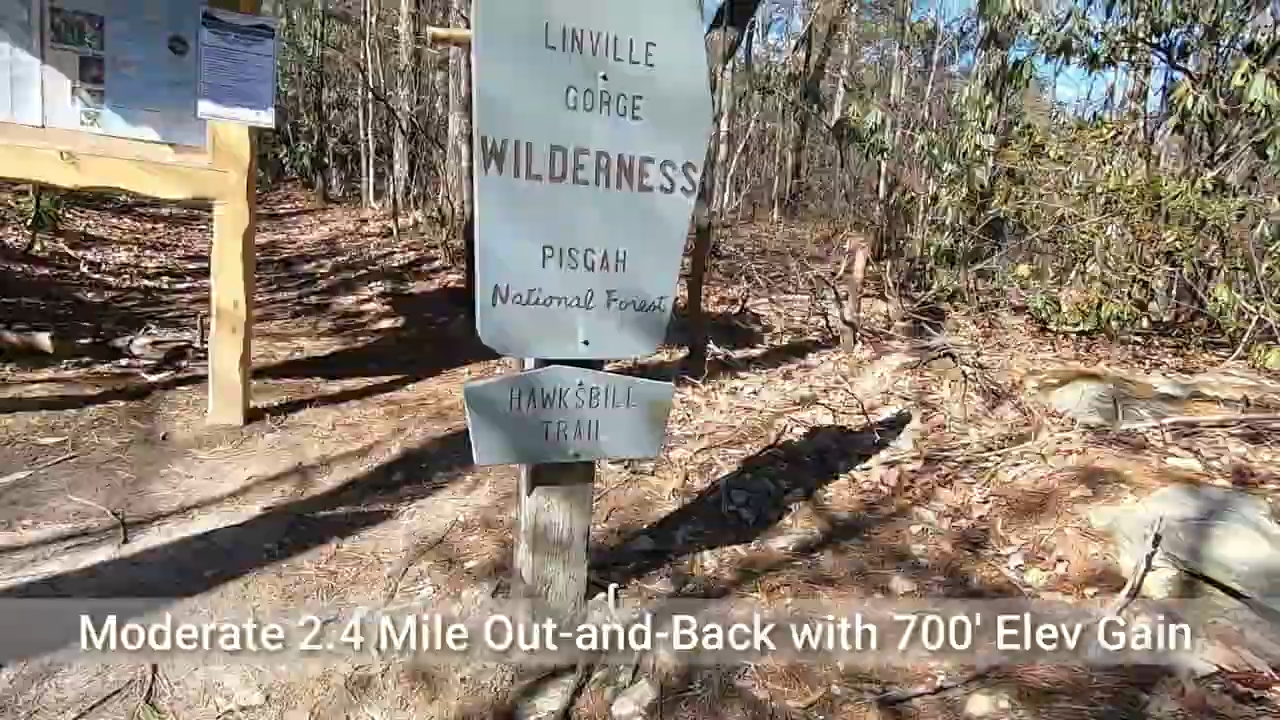 LINVILLE
GORGE
WILDERNESS
PISGAH
National Forest
HAWKSBILL
TRAIL
Moderate 2.4 Mile Out-and-Back with 700' Elev Gain